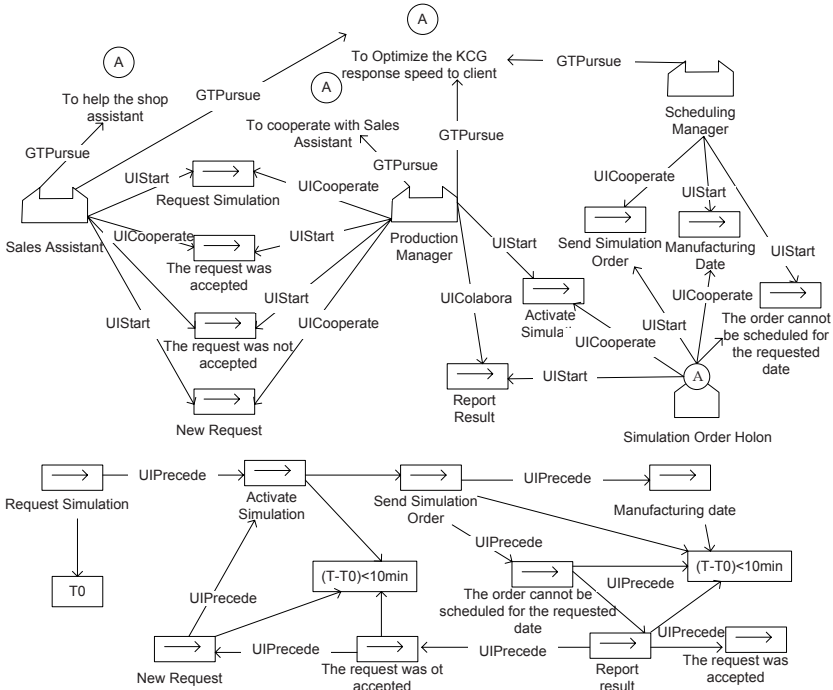 A
A
To Optimize the KCG
response speed to client
GTPursue
A
To help the shop
assistant
GTPursue
To cooperate with Sales
Assistant
Scheduling
Manager
GTPursue
GTPursue
GTPursue
UIStart
Request Simulation
UICooperate
UICooperate
UIStart
Sales Assistant
UICooperate
UIStart
Production
Manager
UIStart
Send Simulation
Order
Manufacturing
Date
UIStart
The request was
accepted
UIStart
UIColabora
UICooperate
The order cannot
be scheduled for
the requested
date
UIStart
The request was not
accepted
UICooperate
Activate
UICooperate
UIStart
A
New Request
Report
Result
UIStart
Simulation Order Holon
Request Simulation
UIPrecede
Activate
Simulation
Send Simulation
Order
UIPrecede
Manufacturing date
T0
UIPrecede
(T-T0)<10min
UIPrecede
The order cannot be
scheduled for the requested
date
UIPrecede
(T-T0)<10min
New Request
UIPrecede
The request was ot
accepted
UIPrecede
Report
result
UIPrecede
The request was
accepted